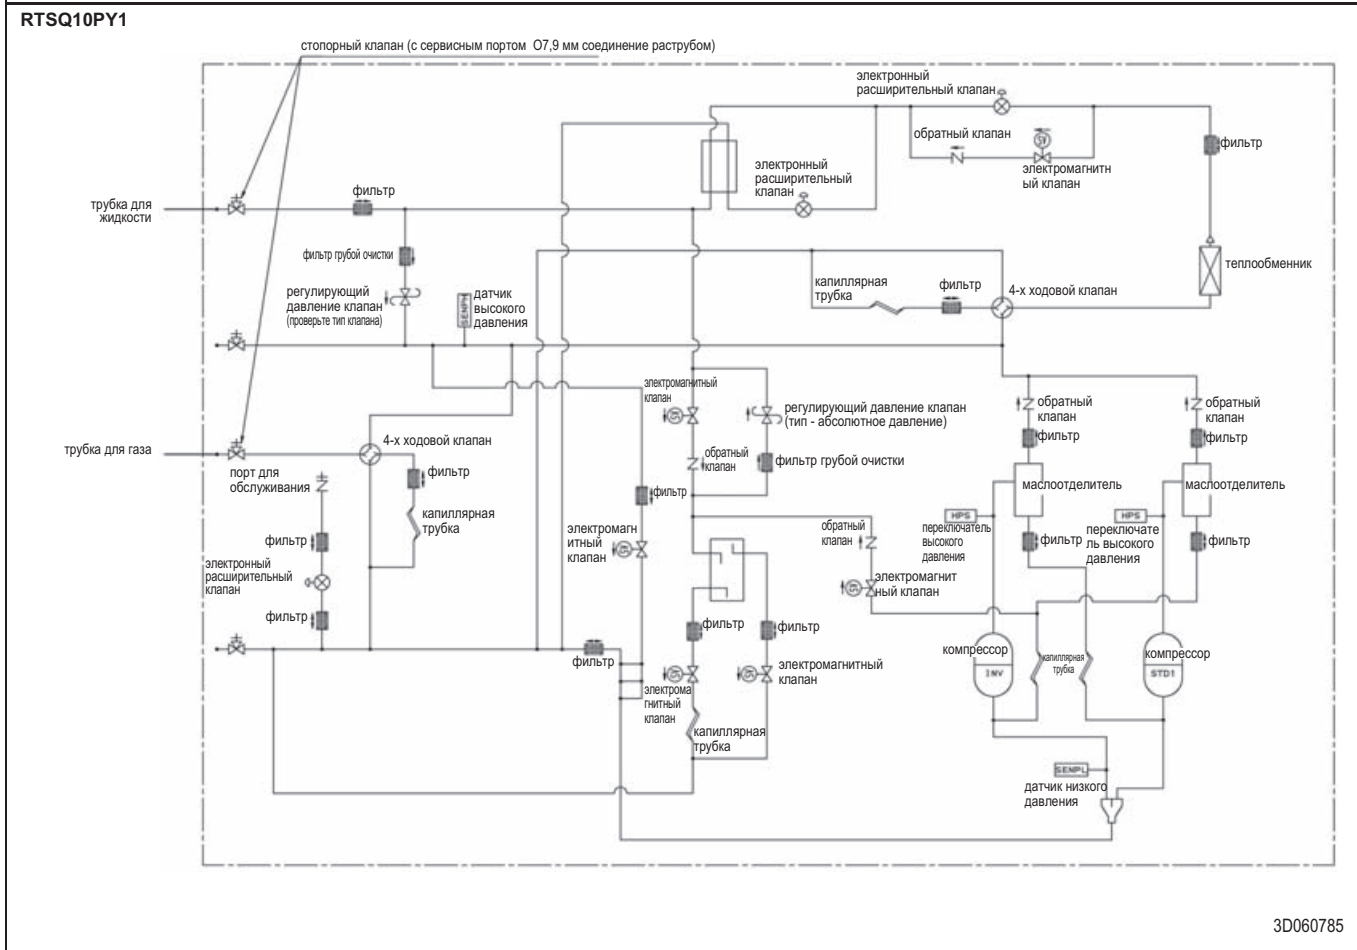 RTSQ10PY1
стопорный клапан (с сервисным портом O7,9 мм соединение раструбом)
электронный
расширительный клапан
обратный клапан
SV
электромагнитн
ый клапан
фильтр
электронный
расширительный
клапан
фильтр
трубка для
жидкости
фильтр грубой очистки
регулирующий
давление клапан
(проверьте тип клапана)
SENPH
датчик
высокого
давления
капиллярная
трубка
фильтр
4-х ходовой клапан
теплообменник
электромагнитный
клапан
регулирующий давление клапан
(тип - абсолютное давление)
обратный
клапан
обратный
клапан
фильтр
фильтр
трубка для газа
4-х ходовой клапан
порт для
обслуживания
фильтр
обратный
клапан
фильтр грубой очистки
фильтр
капиллярная
трубка
маслоотделитель
маслоотделитель
HPS
HPS
переключатель
высокого
давления
переключате
ль высокого
давления
фильтр
фильтр
фильтр
электромагн
итный
клапан
обратный
клапан
электронный
расширительный
клапан
электромагнит
ный клапан
фильтр
фильтр
фильтр
фильтр
электромагнитный
клапан
электрома
гнитный
клапан
капиллярная
трубка
компрессор
INV
капиллярная
трубка
компрессор
STD1
SENPL
датчик низкого
давления
3D060785